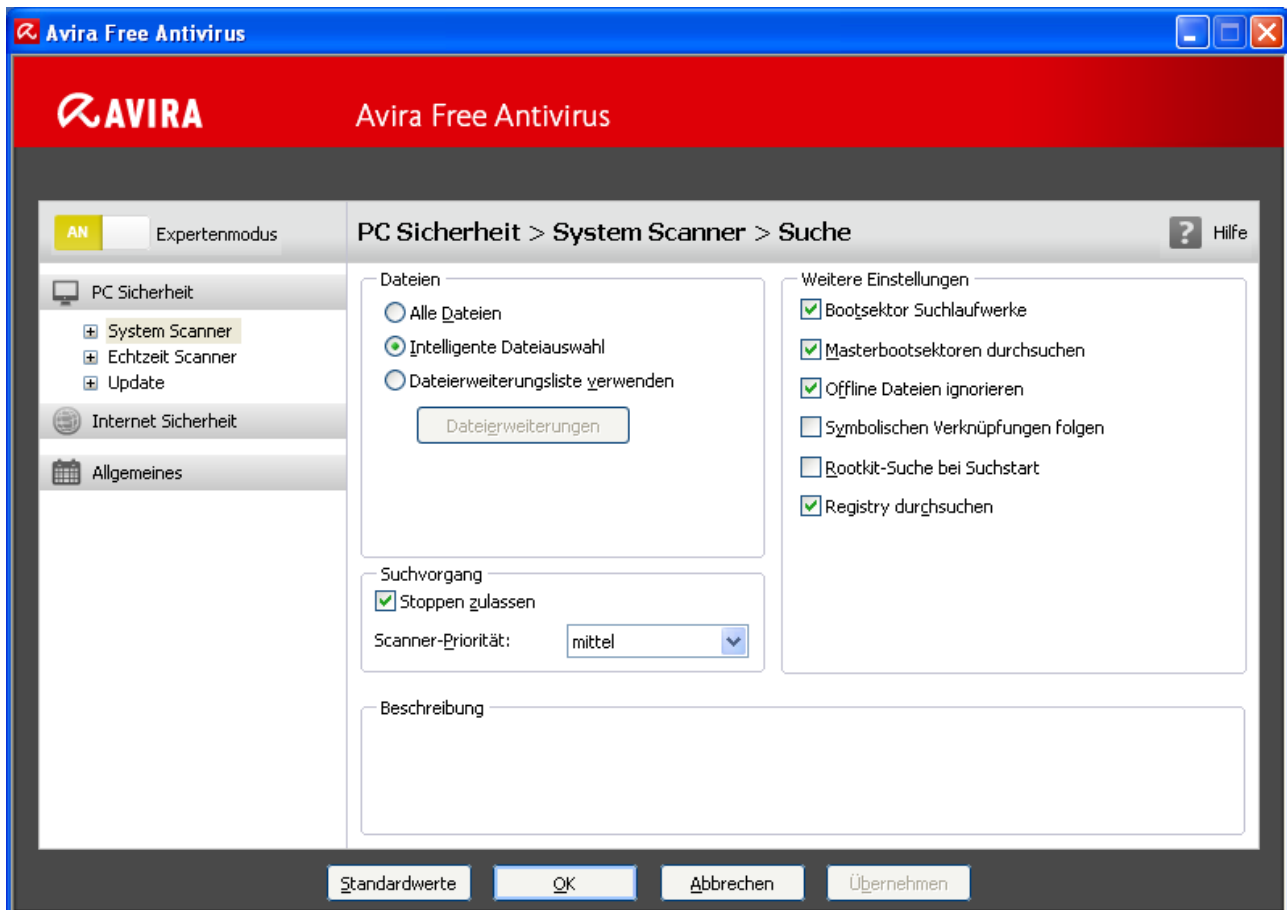 Avira Free Antivirus
AVIRA
Avira Free Antivirus
AN
Expertenmodus
PC Sicherheit > System Scanner > Suche
? Hilfe
PC Sicherheit
System Scanner
Echtzeit Scanner
Update
Internet Sicherheit
Allgemeines
Dateien
Alle Dateien
Intelligente Dateiauswahl
Dateierweiterungsliste verwenden
Dateierweiterungen
Suchvorgang
Stoppen zulassen
Scanner-Priorität: mittel
Weitere Einstellungen
Bootsektor Suchlaufwerke
Masterbootsektoren durchsuchen
Offline Dateien ignorieren
Symbolischen Verknüpfungen folgen
Rootkit-Suche bei Suchstart
Registry durchsuchen
Beschreibung
Standardwerte
OK
Abbrechen
Übernehmen